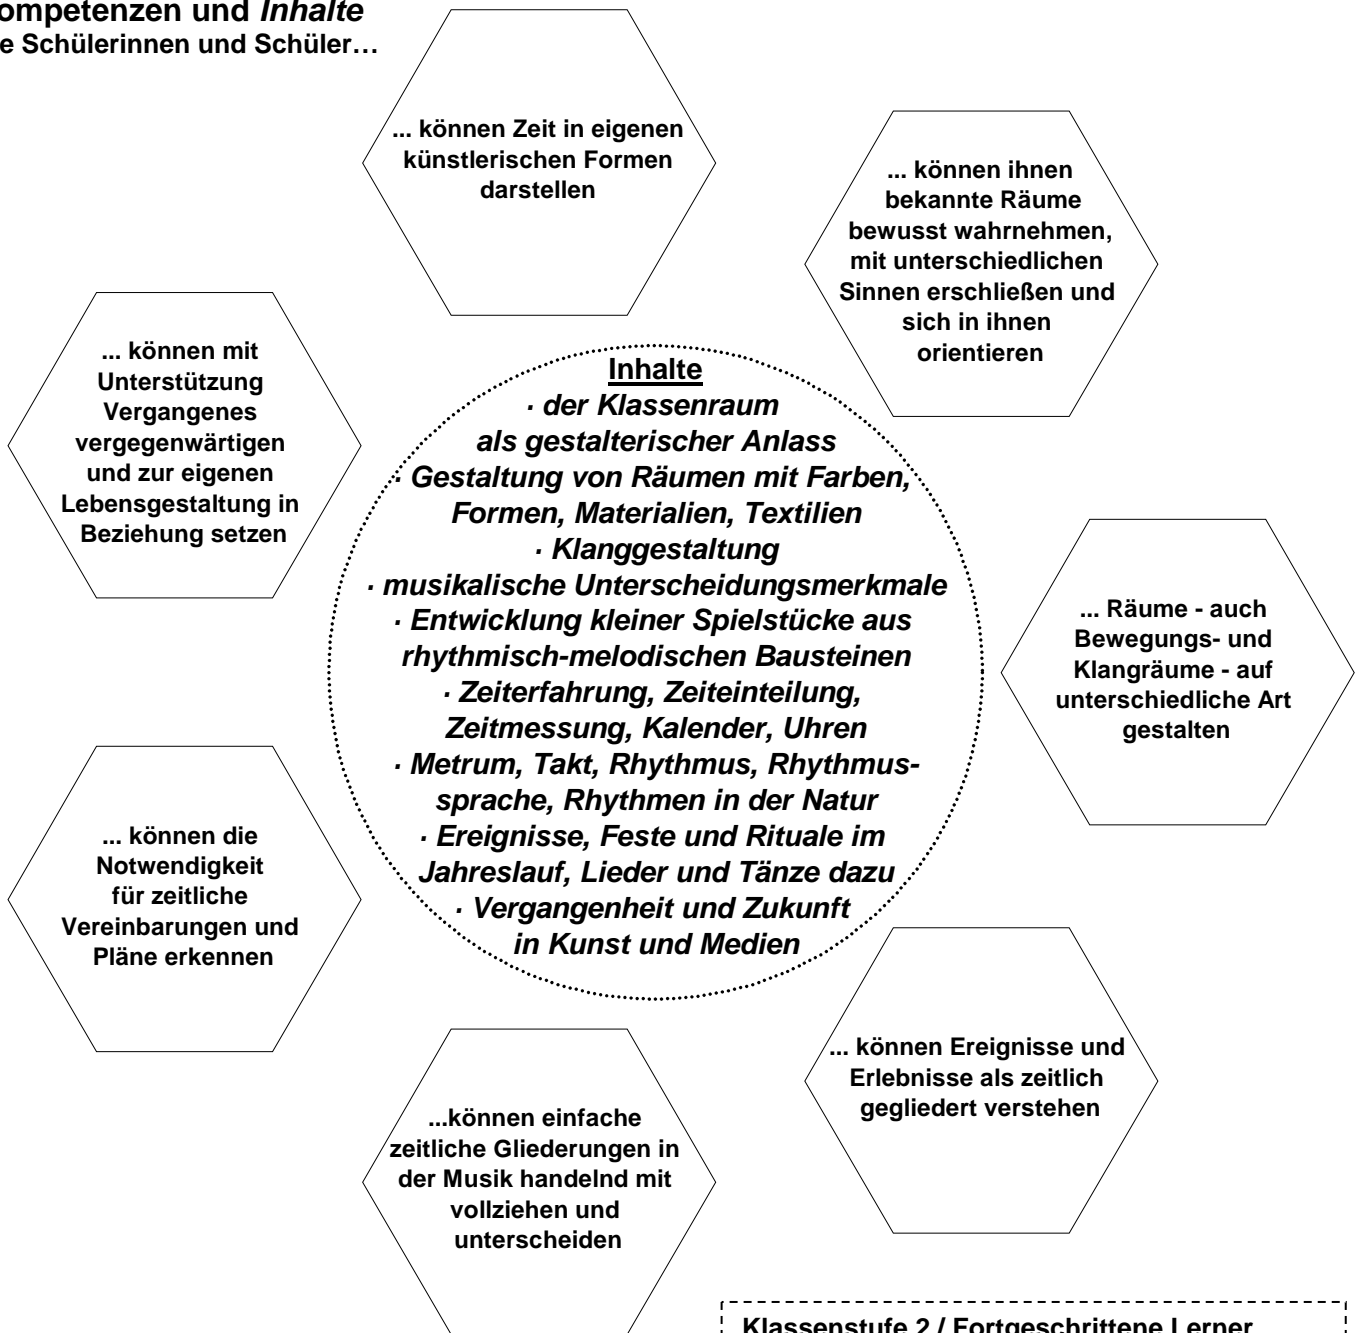 ompetenzen und Inhalte
e Schülerinnen und Schüler…
... können Zeit in eigenen
künstlerischen Formen
darstellen
... können ihnen
bekannte Räume
bewusst wahrnehmen,
mit unterschiedlichen
Sinnen erschließen und
sich in ihnen
orientieren
... können mit
Unterstützung
Vergangenes
vergegenwärtigen
und zur eigenen
Lebensgestaltung in
Beziehung setzen
Inhalte
· der Klassenraum
als gestalterischer Anlass
· Gestaltung von Räumen mit Farben,
Formen, Materialien, Textilien
· Klanggestaltung
· musikalische Unterscheidungsmerkmale
· Entwicklung kleiner Spielstücke aus
rhythmisch-melodischen Bausteinen
· Zeiterfahrung, Zeiteinteilung,
Zeitmessung, Kalender, Uhren
· Metrum, Takt, Rhythmus, Rhythmus-
sprache, Rhythmen in der Natur
· Ereignisse, Feste und Rituale im
Jahreslauf, Lieder und Tänze dazu
· Vergangenheit und Zukunft
in Kunst und Medien
... Räume - auch
Bewegungs- und
Klangräume - auf
unterschiedliche Art
gestalten
... können die
Notwendigkeit
für zeitliche
Vereinbarungen und
Pläne erkennen
... können Ereignisse und
Erlebnisse als zeitlich
gegliedert verstehen
...können einfache
zeitliche Gliederungen in
der Musik handelnd mit
vollziehen und
unterscheiden
Klassenstufe 2 / Fortgeschrittene Lerner